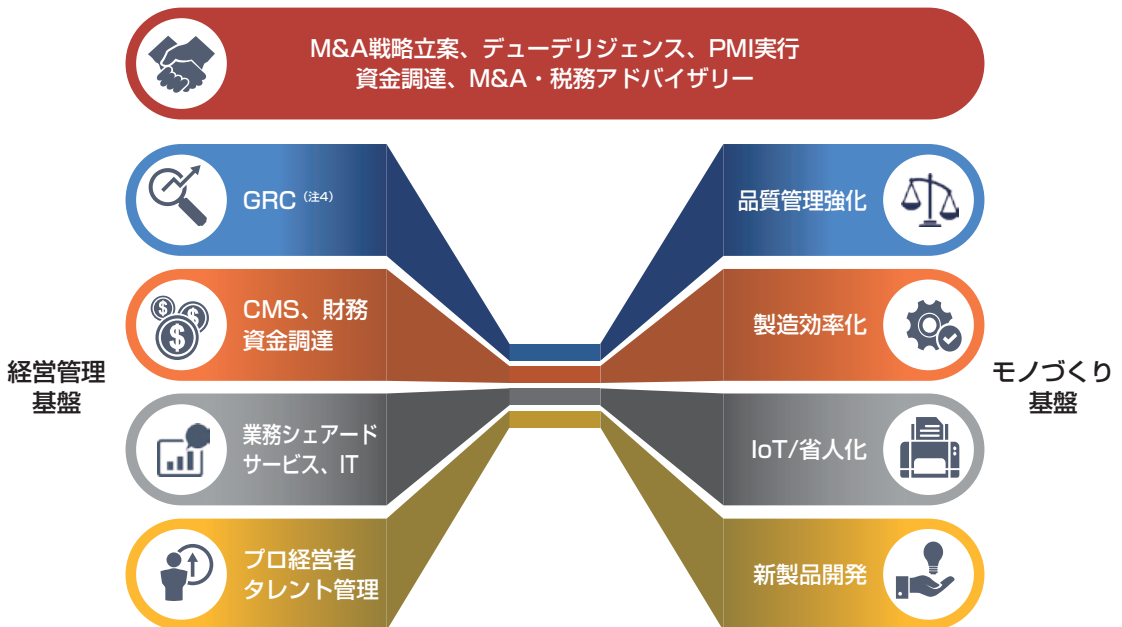 M&A戦略立案、デューデリジェンス、PMI実行
資金調達、M&A・税務アドバイザリー
経営管理
基盤
GRC（注4）
CMS、財務
資金調達
業務シェアード
サービス、IT
プロ経営者
タレント管理
品質管理強化
製造効率化
IoT/省人化
新製品開発
モノづくり
基盤